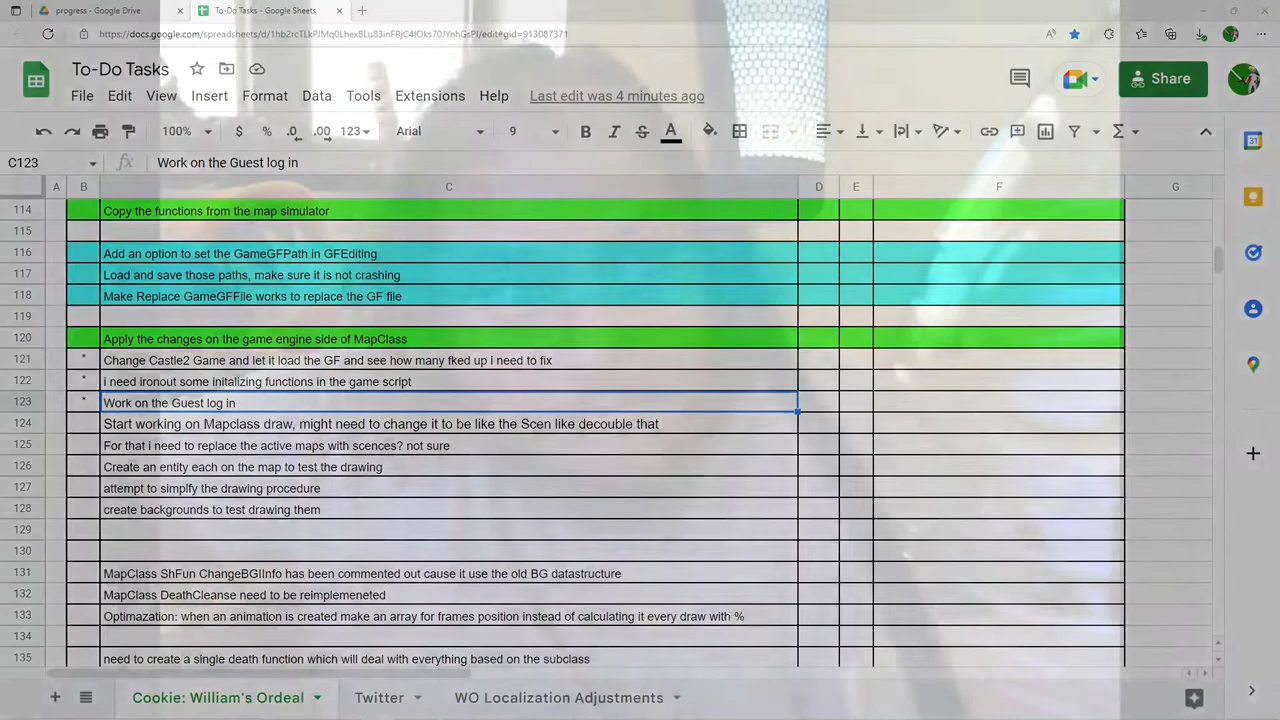 progress - Google Drive
To-Do Tasks - Google Sheets
To-Do Tasks
File Edit View Insert Format Data Tools Extensions Help Last edit was 4 minutes ago
Share
100% $ % .0 .00 123 Arial 9 B I S A
C123 fx Work on the Guest log in
A B C D E F G
114 Copy the functions from the map simulator
115
116 Add an option to set the GameGFPath in GFEditing
117 Load and save those paths, make sure it is not crashing
118 Make Replace GameGFFile works to replace the GF file
119
120 Apply the changes on the game engine side of MapClass
121 * Change Castle2 Game and let it load the GF and see how many fked up i need to fix
122 * i need ironout some initalizing functions in the game script
123 * Work on the Guest log in
124 Start working on Mapclass draw, might need to change it to be like the Scen like decouble that
125 For that i need to replace the active maps with scences? not sure
126 Create an entity each on the map to test the drawing
127 attempt to simplfy the drawing procedure
128 create backgrounds to test drawing them
129
130
131 MapClass ShFun ChangeBGIInfo has been commented out cause it use the old BG datastructure
132 MapClass DeathCleanse need to be reimplemeneted
133 Optimazation: when an animation is created make an array for frames position instead of calculating it every draw with %
134
135 need to create a single death function which will deal with everything based on the subclass
Cookie: William's Ordeal Twitter WO Localization Adjustments